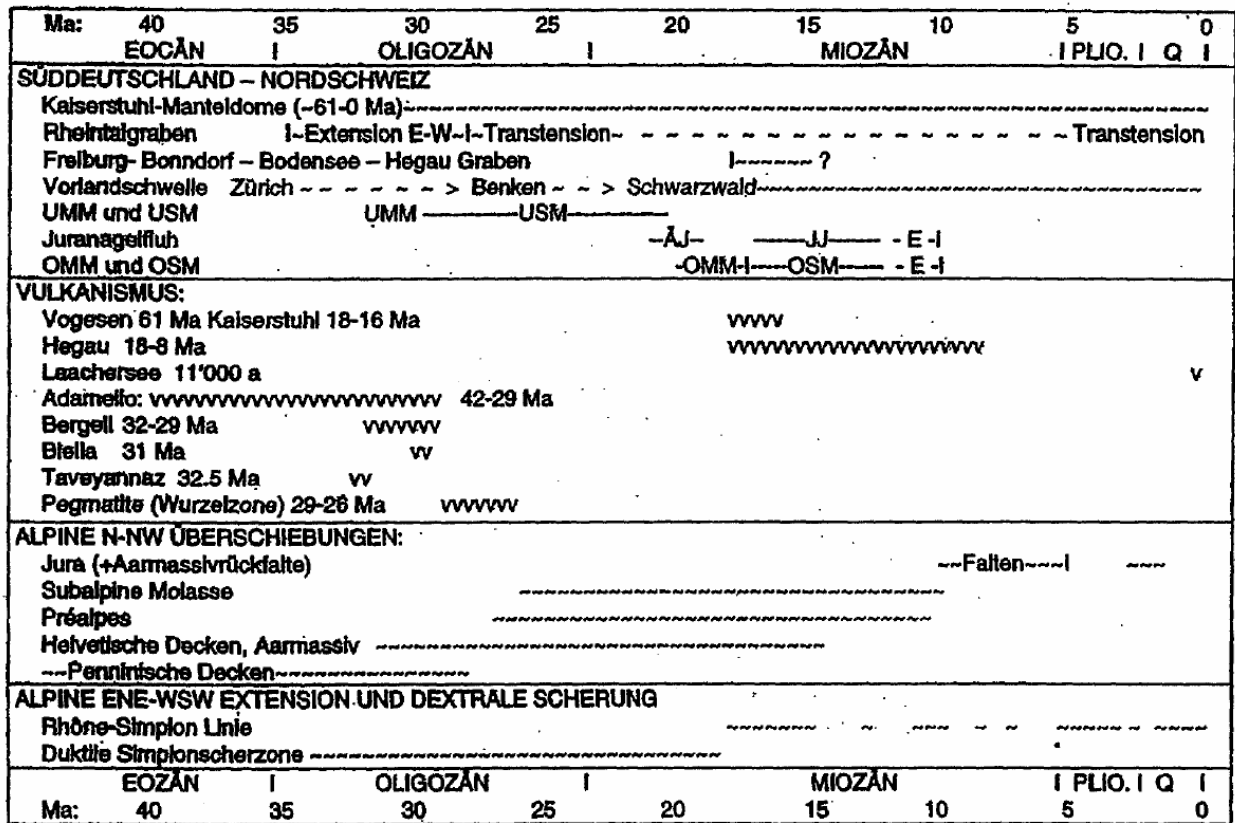 Ma: 40 35 30 25 20 15 10 5 0
EOCÄN I OLIGOZÄN I MIOZÄN I PLIO. I Q I
SÜDDEUTSCHLAND – NORDSCHWEIZ
Kaiserstuhl-Manteldome (~61-0 Ma)-~~~~~~~~~~~~~~~~~~~~~~~~~~~~~~~~~~~~~~~~~~~~~~~~
Rheintalgraben I~Extension E-W~I~Transtension~ ~ ~ ~ ~ ~ ~ ~ ~ ~ ~ ~ ~ ~ ~ ~ ~ Transtension
Freiburg- Bonndorf – Bodensee – Hegau Graben I~~~~~~ ?
Vorlandschwelle Zürich ~ ~ ~ ~ ~ ~ > Benken ~ ~ > Schwarzwald~~~~~~~~~~~~~~~~~~~~~~~~~~~~
UMM und USM UMM ————USM————
Juranagelfluh –ÄJ– ——JJ—— - E -I
OMM und OSM -OMM-I——OSM—— - E -I
VULKANISMUS:
Vogesen 61 Ma Kaiserstuhl 18-16 Ma vvvvv
Hegau 18-8 Ma vvvvvvvvvvvvvvvvvvvvvv
Laachersee 11'000 a v
Adamello: vvvvvvvvvvvvvvvvvvvvvvvvv 42-29 Ma
Bergell 32-29 Ma vvvvvv
Biella 31 Ma vv
Taveyannaz 32.5 Ma vv
Pegmatite (Wurzelzone) 29-26 Ma vvvvvv
ALPINE N-NW ÜBERSCHIEBUNGEN:
Jura (+Aarmassivrückfalte) ~~Falten~~~I ~~~
Subalpine Molasse ~~~~~~~~~~~~~~~~~~~~~~~~~~~~~~
Préalpes ~~~~~~~~~~~~~~~~~~~~~~~~~~~~~~
Helvetische Decken, Aarmassiv ~~~~~~~~~~~~~~~~~~~~~~~~~~~~~~
~~Penninische Decken~~~~~~~~~~~~~~~
ALPINE ENE-WSW EXTENSION UND DEXTRALE SCHERUNG
Rhône-Simplon Linie ~~~~~~~ ~ ~~~ ~ ~ ~~~~~~ ~ ~~~~
Duktile Simplonscherzone ~~~~~~~~~~~~~~~~~~~~~~~~~~~~~~
EOZÄN I OLIGOZÄN I MIOZÄN I PLIO. I Q I
Ma: 40 35 30 25 20 15 10 5 0